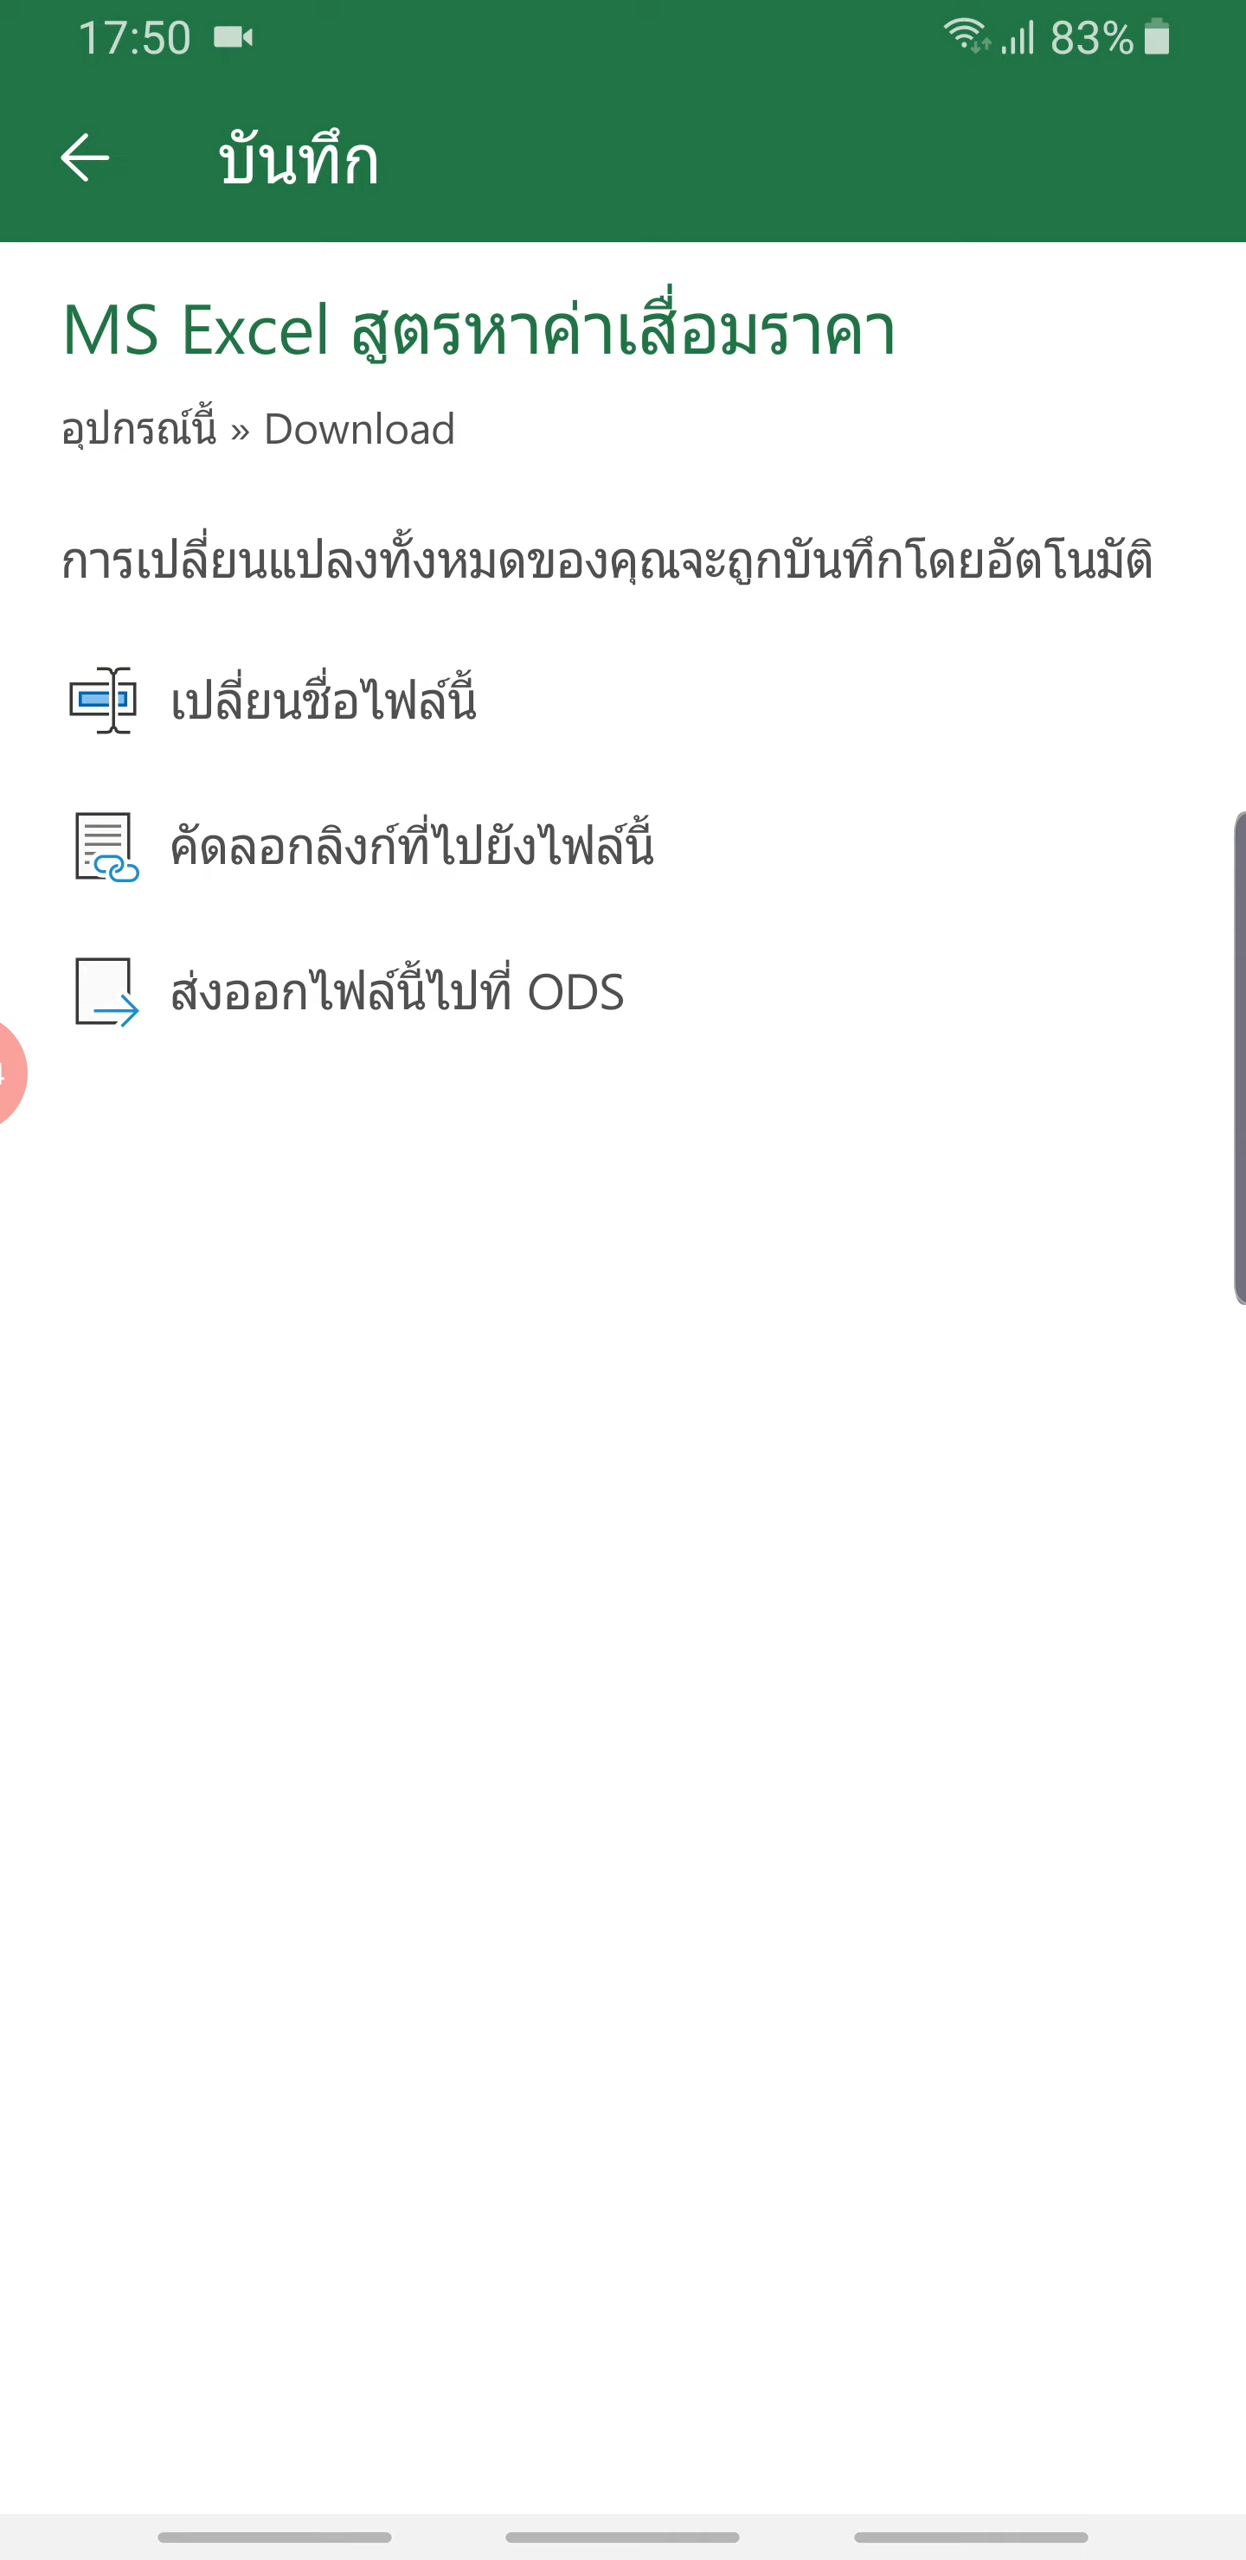 17:50
83%
บันทึก
MS Excel สูตรหาค่าเสื่อมราคา
อุปกรณ์นี้ » Download
การเปลี่ยนแปลงทั้งหมดของคุณจะถูกบันทึกโดยอัตโนมัติ
เปลี่ยนชื่อไฟล์นี้
คัดลอกลิงก์ที่ไปยังไฟล์นี้
ส่งออกไฟล์นี้ไปที่ ODS